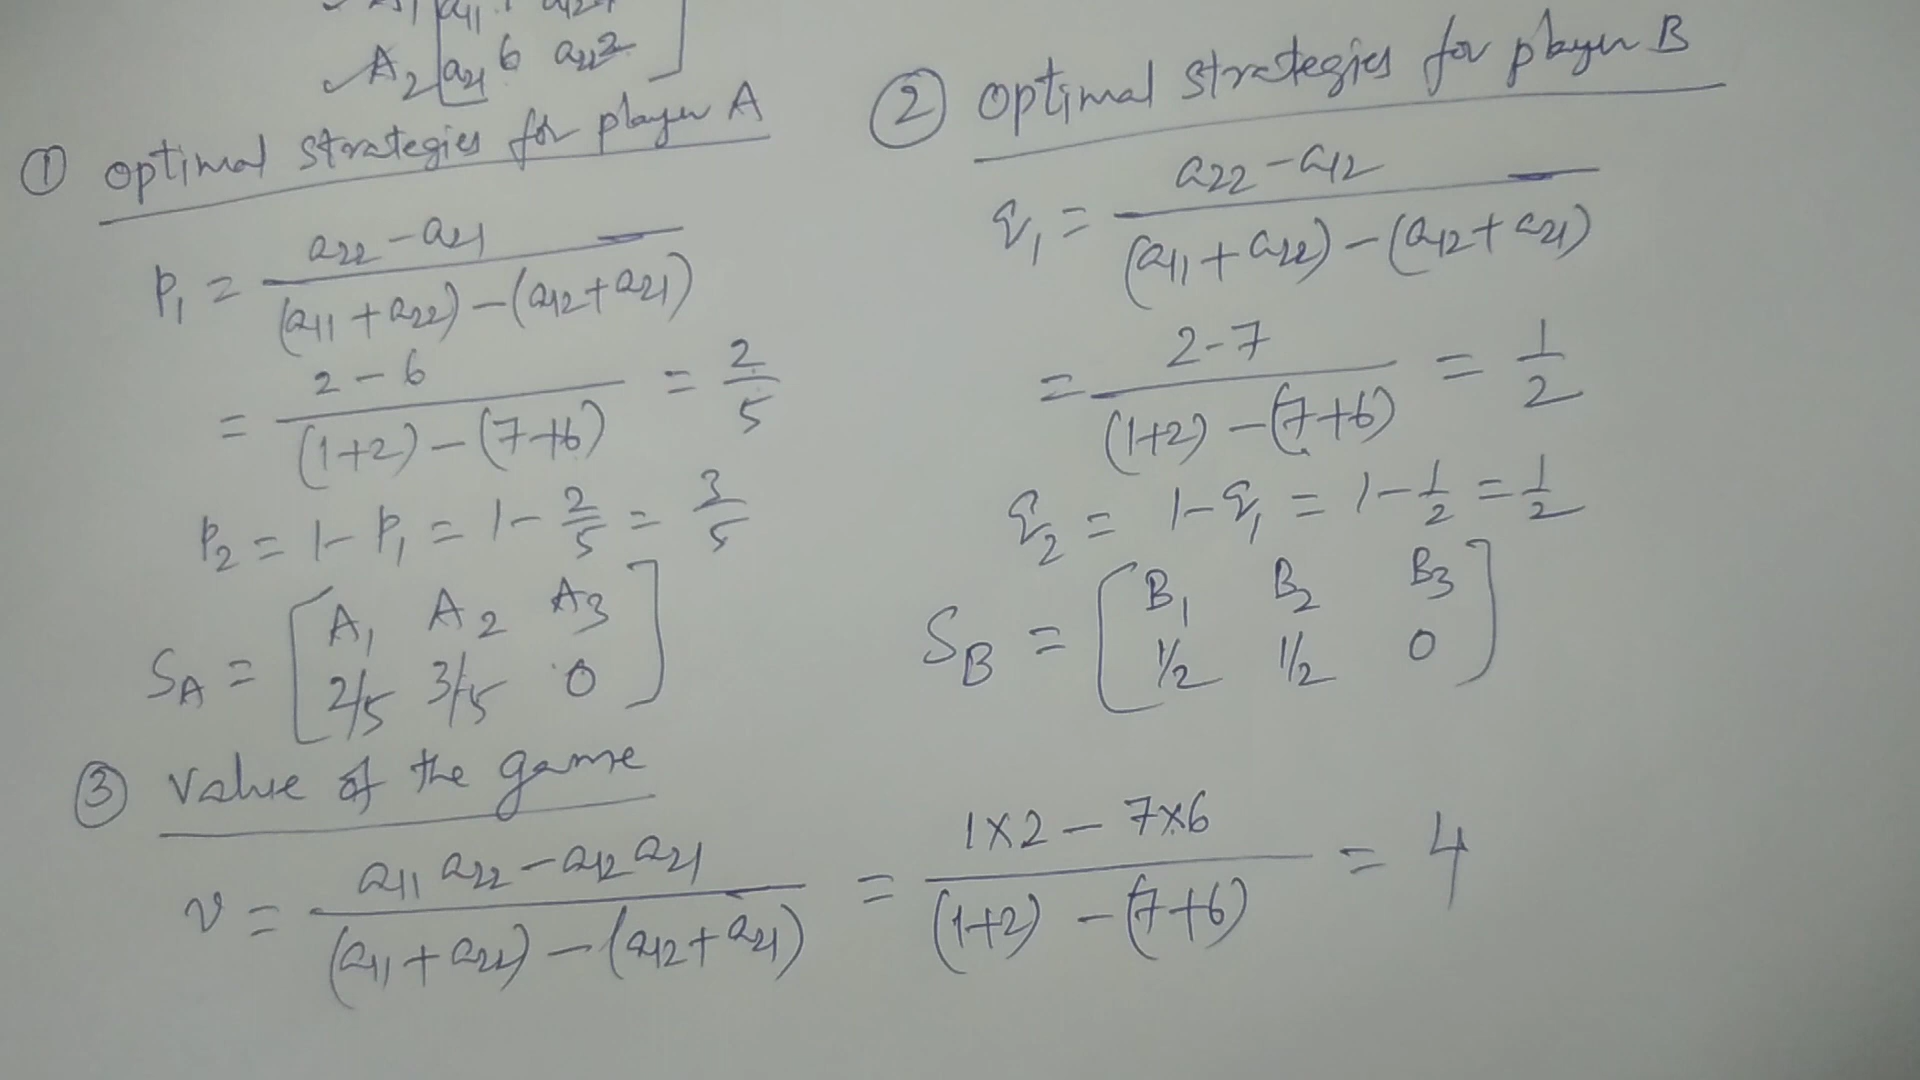 A₂ a₂₁ 6 a₂₂ 2
① optimal strategies for player A
P₁ = (a₂₂ - a₂₁) / ((a₁₁ + a₂₂) - (a₁₂ + a₂₁))
= (2 - 6) / ((1+2) - (7+6)) = 2/5
P₂ = 1 - P₁ = 1 - 2/5 = 3/5
S_A = [A₁ A₂ A₃
2/5 3/5 0]
② optimal strategies for player B
q₁ = (a₂₂ - a₁₂) / ((a₁₁ + a₂₂) - (a₁₂ + a₂₁))
= (2-7) / ((1+2) - (7+6)) = 1/2
q₂ = 1 - q₁ = 1 - 1/2 = 1/2
S_B = [B₁ B₂ B₃
1/2 1/2 0]
③ Value of the game
v = (a₁₁ a₂₂ - a₁₂ a₂₁) / ((a₁₁ + a₂₂) - (a₁₂ + a₂₁)) = (1×2 - 7×6) / ((1+2) - (7+6)) = 4